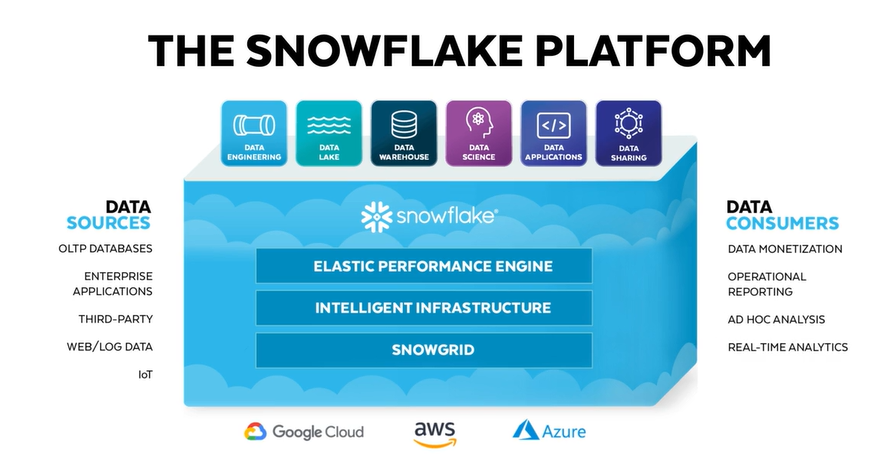 THE SNOWFLAKE PLATFORM
DATA
ENGINEERING
DATA
LAKE
DATA
WAREHOUSE
DATA
SCIENCE
</>
DATA
APPLICATIONS
DATA
SHARING
DATA
SOURCES
OLTP DATABASES
ENTERPRISE
APPLICATIONS
THIRD-PARTY
WEB/LOG DATA
IoT
snowflake®
ELASTIC PERFORMANCE ENGINE
INTELLIGENT INFRASTRUCTURE
SNOWGRID
DATA
CONSUMERS
DATA MONETIZATION
OPERATIONAL
REPORTING
AD HOC ANALYSIS
REAL-TIME ANALYTICS
Google Cloud
aws
Azure